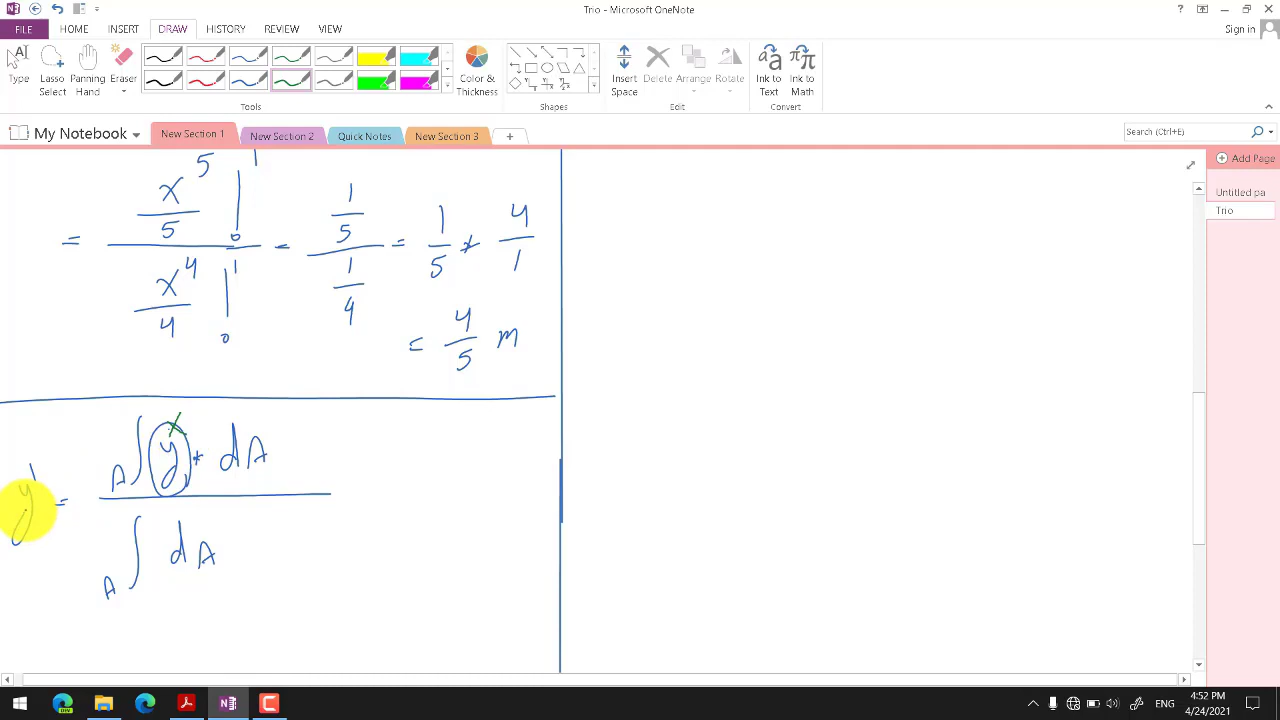 Trio - Microsoft OneNote
Sign in
FILE HOME INSERT DRAW HISTORY REVIEW VIEW
Type
Lasso Select
Panning Hand
Eraser
Color & Thickness
Insert Space
Delete
Arrange
Rotate
Ink to Text
Ink to Math
Tools
Shapes
Edit
Convert
My Notebook
New Section 1
New Section 2
Quick Notes
New Section 3
Search (Ctrl+E)
Add Page
Untitled pa
Trio
= (x^5/5 |_0^1) / (x^4/4 |_0^1) = (1/5) / (1/4) = 1/5 * 4/1
= 4/5 m
y' = (A∫ y * dA) / (A∫ dA)
x
ENG
4:52 PM
4/24/2021